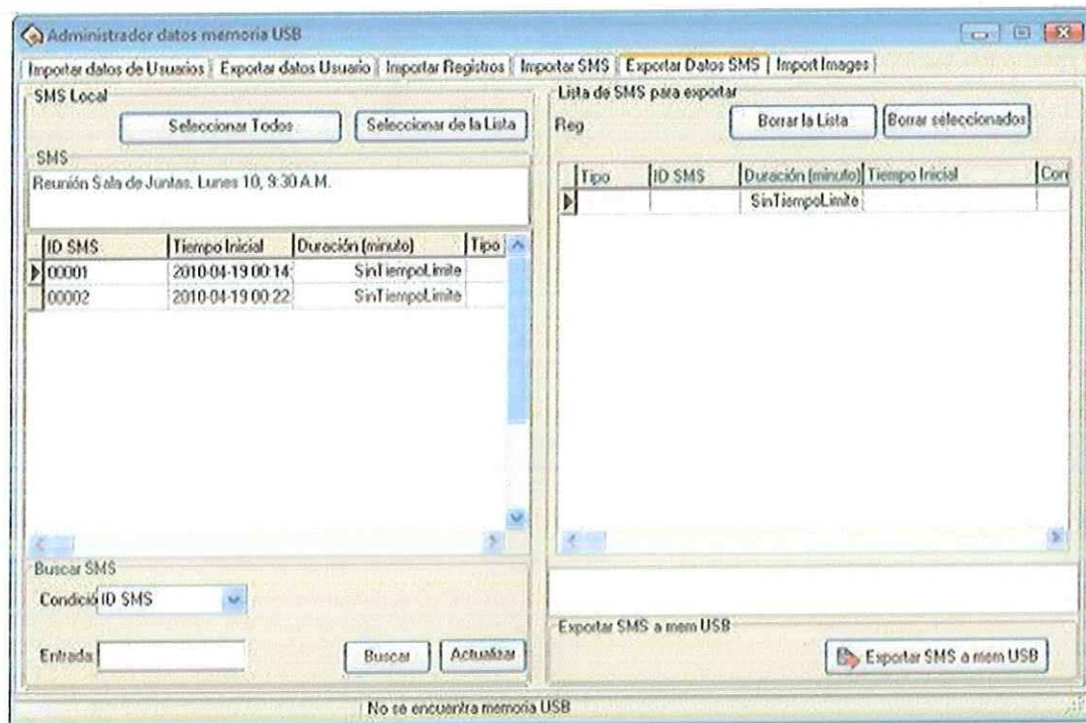 Administrador datos memoria USB
Importar datos de Usuarios Exportar datos Usuario Importar Registros Importar SMS Exportar Datos SMS Import Images
SMS Local
Seleccionar Todos Seleccionar de la Lista
SMS
Reunión Sala de Juntas. Lunes 10, 9:30 A.M.
ID SMS Tiempo Inicial Duración (minuto) Tipo
00001 2010-04-19 00:14: SinTiempoLimite
00002 2010-04-19 00:22: SinTiempoLimite
Buscar SMS
Condició ID SMS
Entrada
Buscar Actualizar
Lista de SMS para exportar
Reg
Borrar la Lista Borrar seleccionados
Tipo ID SMS Duración (minuto) Tiempo Inicial Con
SinTiempoLimite
Exportar SMS a mem USB
Exportar SMS a mem USB
No se encuentra memoria USB